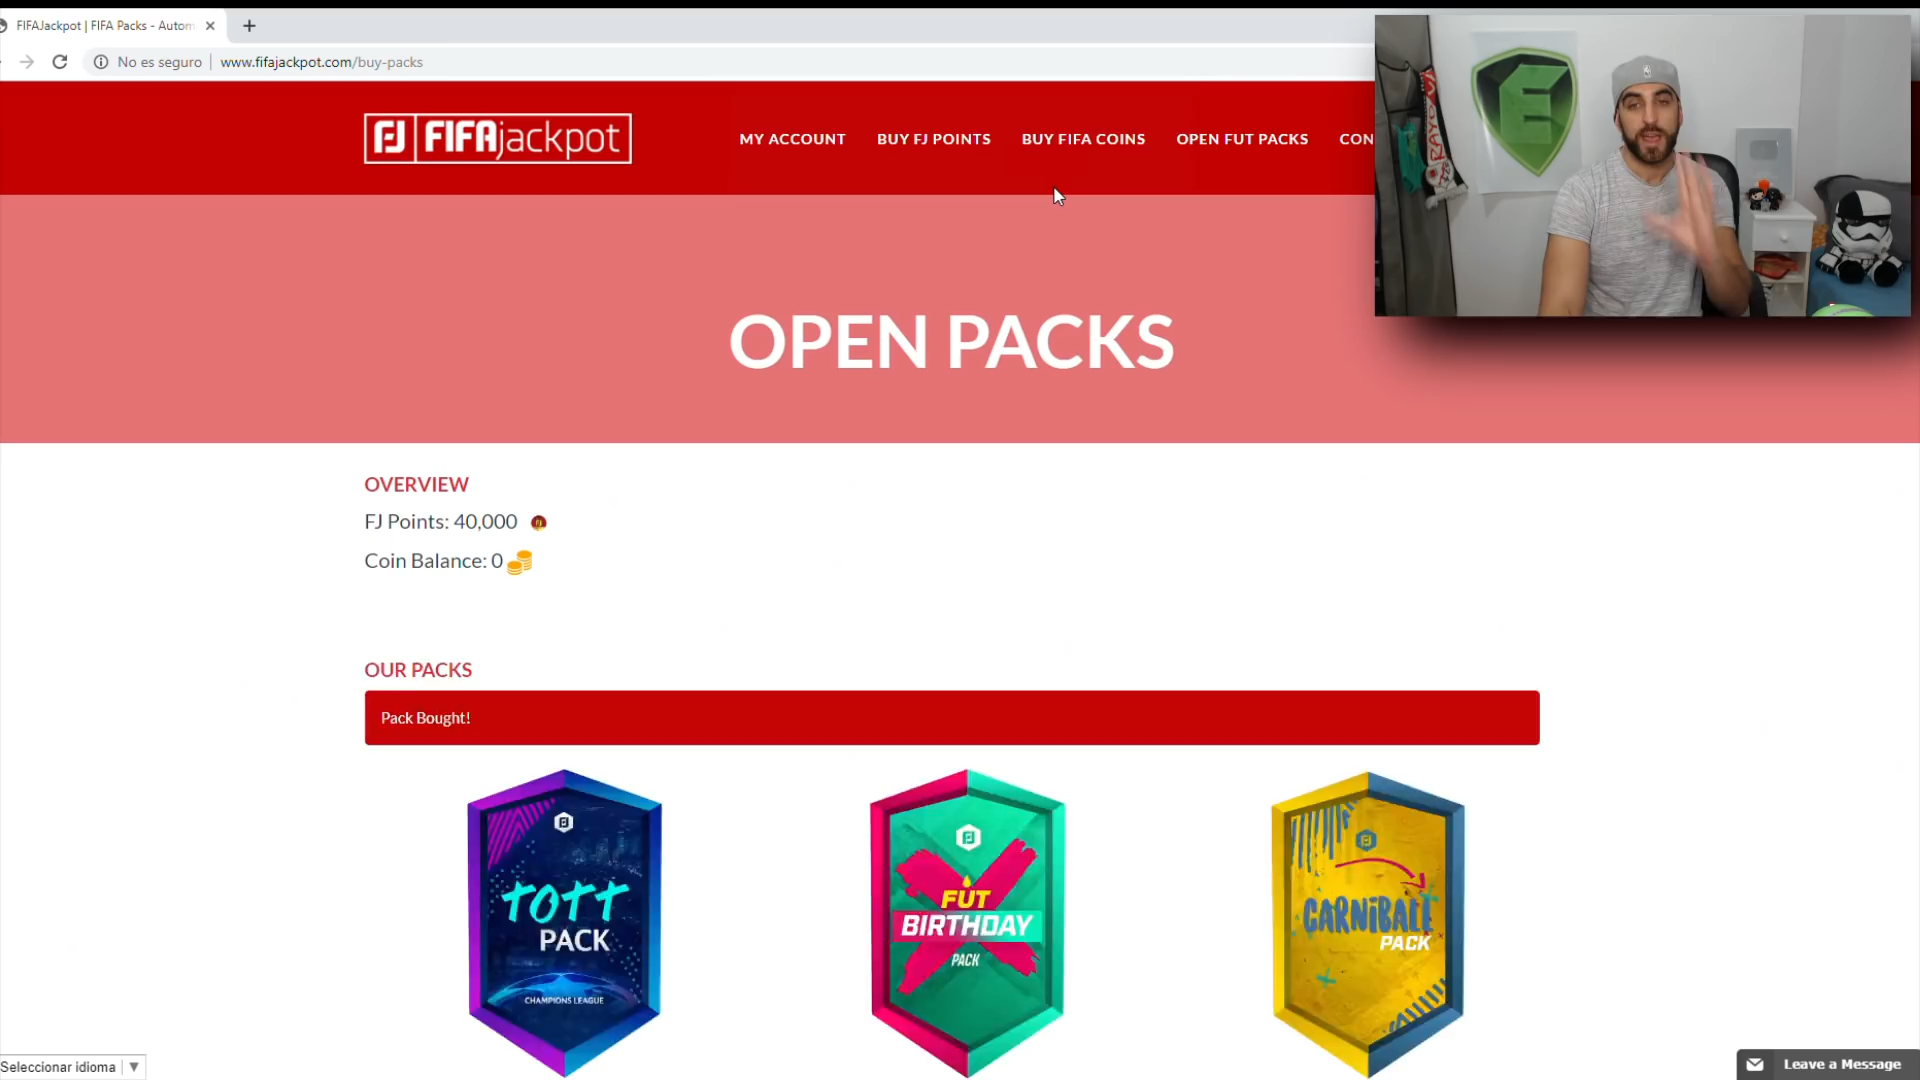 FIFAJackpot | FIFA Packs - Autom
No es seguro | www.fifajackpot.com/buy-packs
FJ FIFAjackpot
MY ACCOUNT
BUY FJ POINTS
BUY FIFA COINS
OPEN FUT PACKS
CON
E
RAYO
OPEN PACKS
OVERVIEW
FJ Points: 40,000
Coin Balance: 0
OUR PACKS
Pack Bought!
TOTT
PACK
CHAMPIONS LEAGUE
FUT
BIRTHDAY
PACK
CARNIBALL
PACK
Seleccionar idioma
Leave a Message